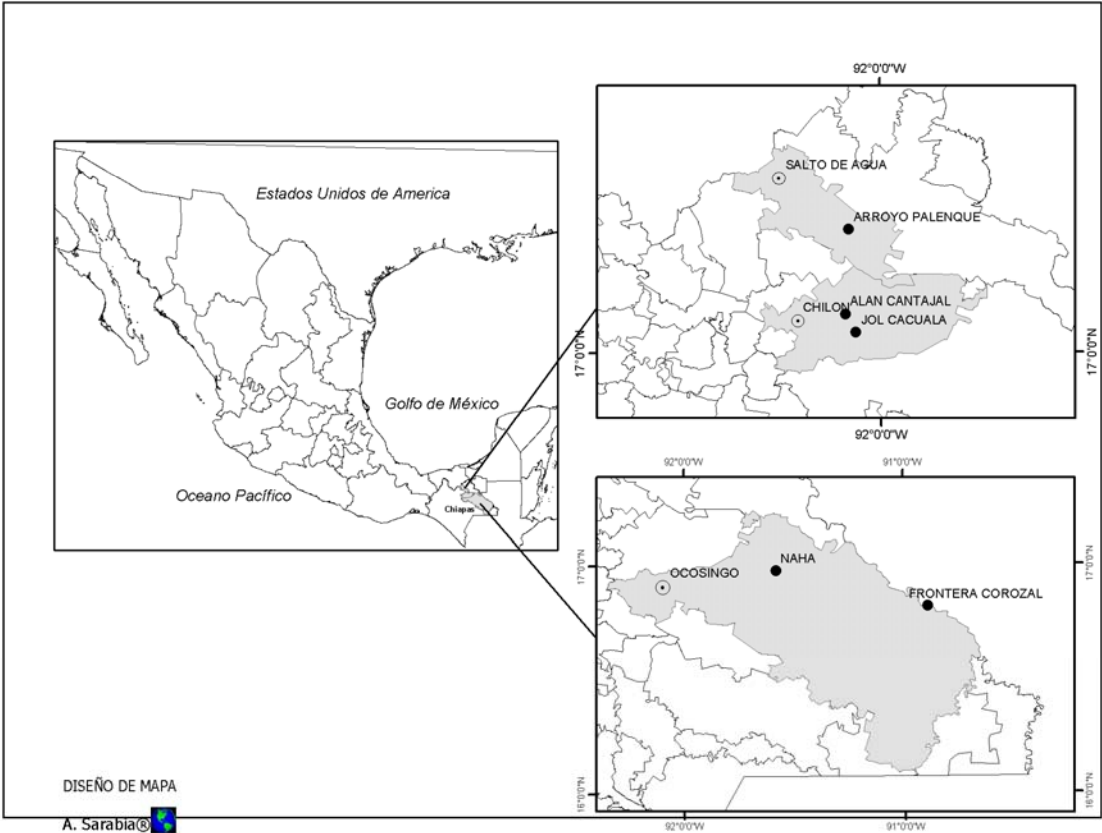 Estados Unidos de America
Golfo de México
Oceano Pacífico
Chiapas
92°0'0"W
SALTO DE AGUA
ARROYO PALENQUE
CHILON
ALAN CANTAJAL
JOL CACUALA
17°0'0"N
17°0'0"N
92°0'0"W
92°0'0"W
91°0'0"W
17°0'0"N
17°0'0"N
NAHA
OCOSINGO
FRONTERA COROZAL
16°0'0"N
16°0'0"N
92°0'0"W
91°0'0"W
DISEÑO DE MAPA
A. Sarabia®